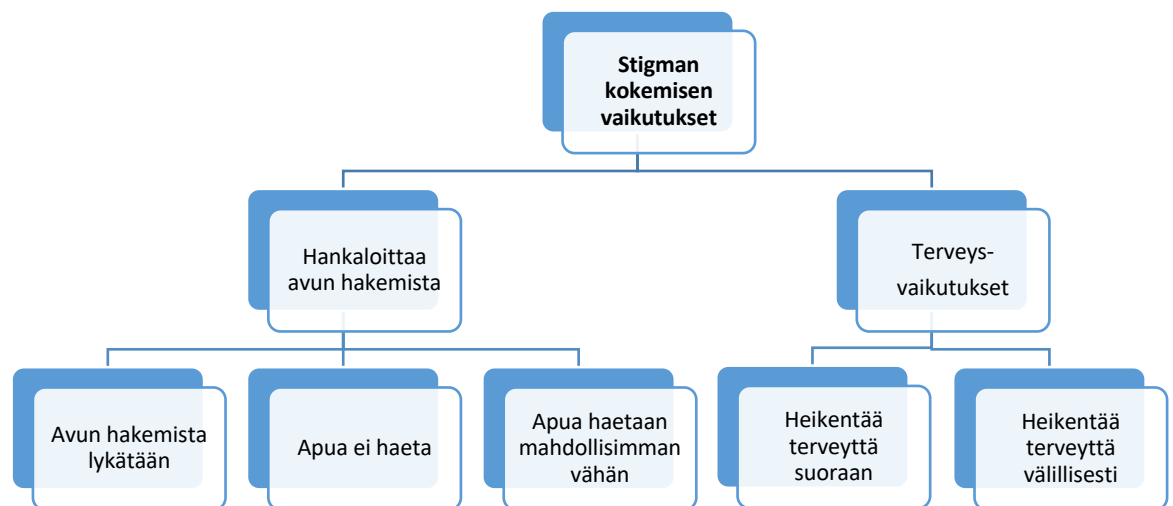 Stigman
kokemisen
vaikutukset
Hankaloittaa
avun hakemista
Terveys-
vaikutukset
Avun hakemista
lykätään
Apua ei haeta
Apua haetaan
mahdollisimman
vähän
Heikentää
terveyttä
suoraan
Heikentää
terveyttä
välillisesti